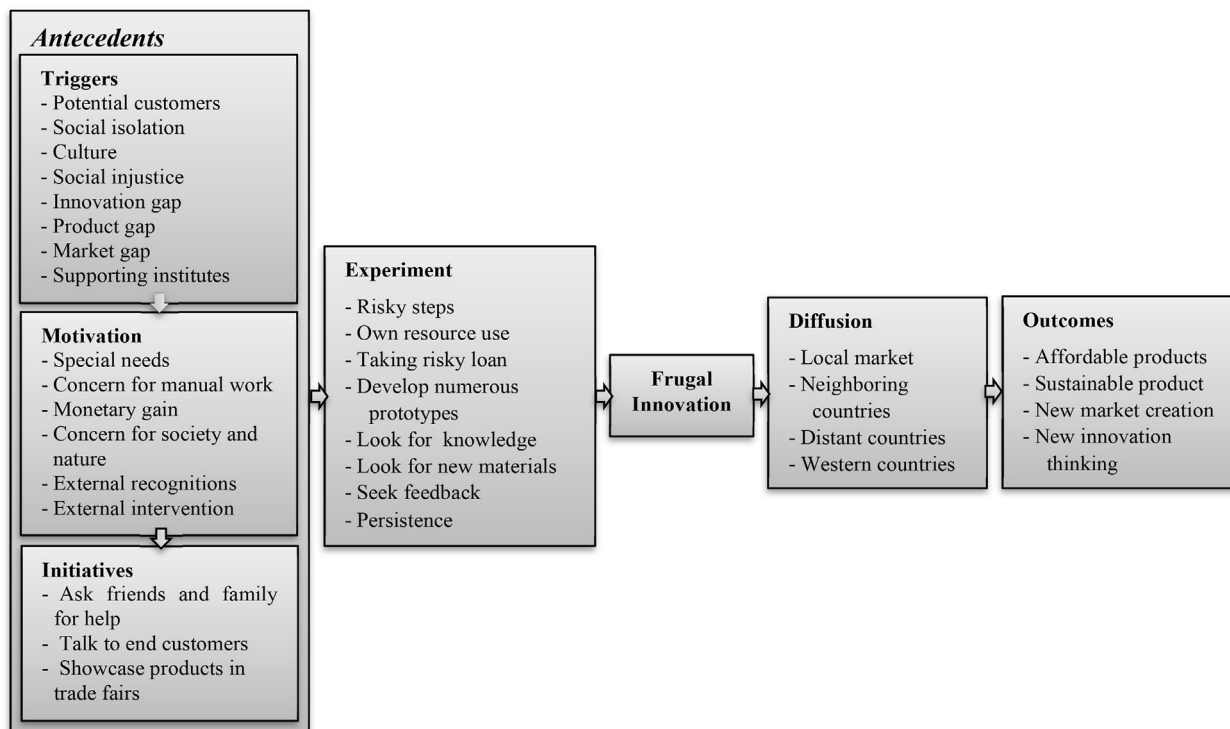 Antecedents
Triggers
- Potential customers
- Social isolation
- Culture
- Social injustice
- Innovation gap
- Product gap
- Market gap
- Supporting institutes
Motivation
- Special needs
- Concern for manual work
- Monetary gain
- Concern for society and
nature
- External recognitions
- External intervention
Initiatives
- Ask friends and family
for help
- Talk to end customers
- Showcase products in
trade fairs
Experiment
- Risky steps
- Own resource use
- Taking risky loan
- Develop numerous
prototypes
- Look for knowledge
- Look for new materials
- Seek feedback
- Persistence
Frugal
Innovation
Diffusion
- Local market
- Neighboring
countries
- Distant countries
- Western countries
Outcomes
- Affordable products
- Sustainable product
- New market creation
- New innovation
thinking